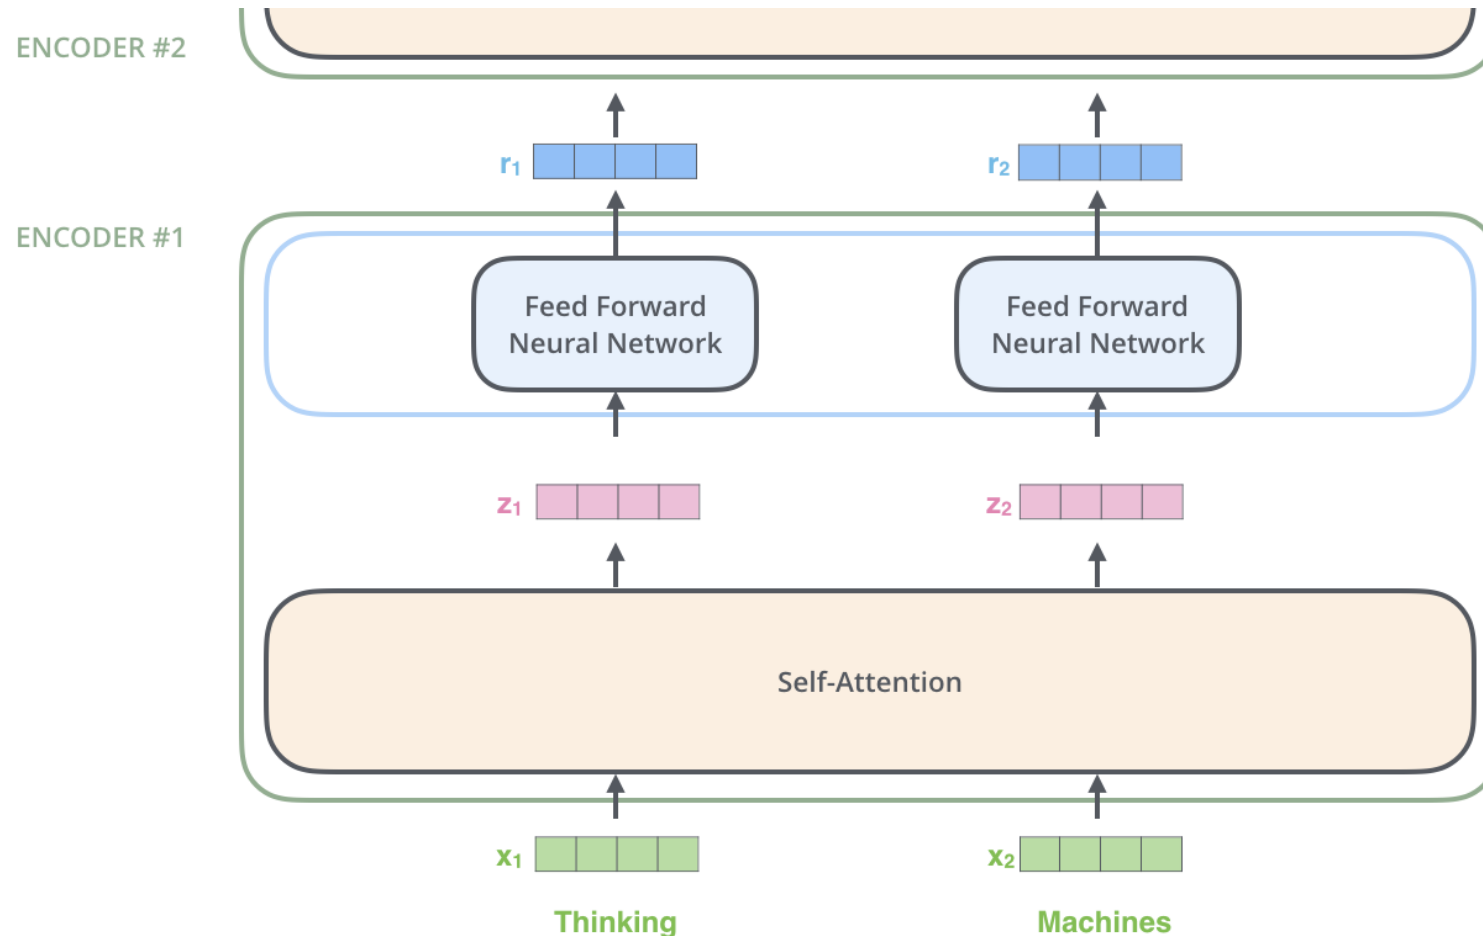 ENCODER #2
r₁
r₂
ENCODER #1
Feed Forward
Neural Network
Feed Forward
Neural Network
z₁
z₂
Self-Attention
x₁
x₂
Thinking
Machines